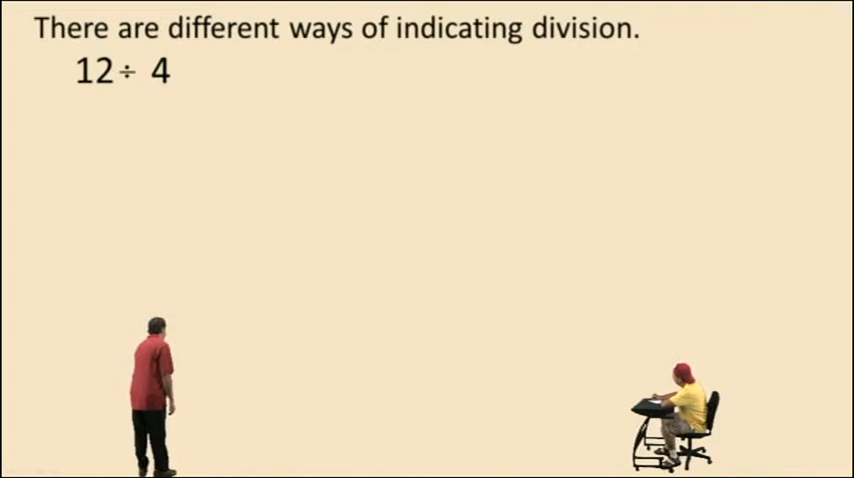 There are different ways of indicating division.
12÷ 4